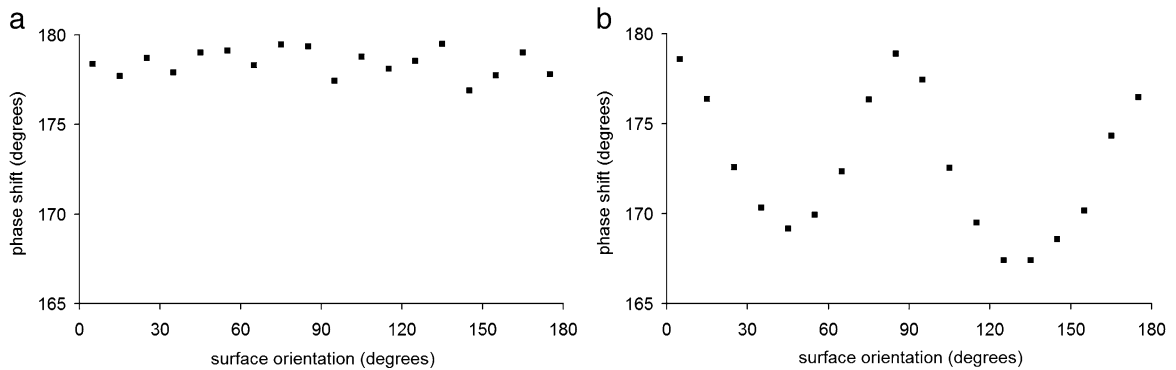 a
180
175
170
165
phase shift (degrees)
0 30 60 90 120 150 180
surface orientation (degrees)
b
180
175
170
165
phase shift (degrees)
0 30 60 90 120 150 180
surface orientation (degrees)